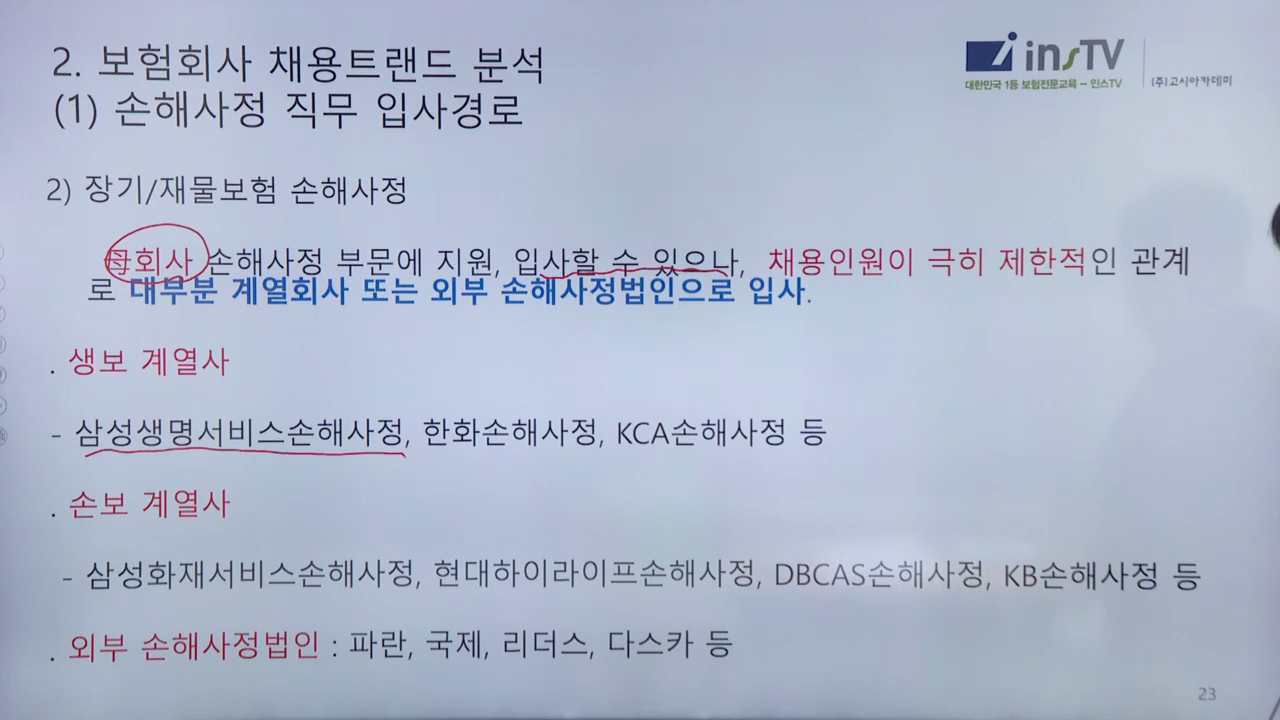 2. 보험회사 채용트랜드 분석
(1) 손해사정 직무 입사경로
insTV
대한민국 1등 보험전문교육 – 인스TV
(주)고시아카데미
2) 장기/재물보험 손해사정
母회사 손해사정 부문에 지원, 입사할 수 있으나, 채용인원이 극히 제한적인 관계
로 대부분 계열회사 또는 외부 손해사정법인으로 입사.
. 생보 계열사
- 삼성생명서비스손해사정, 한화손해사정, KCA손해사정 등
. 손보 계열사
- 삼성화재서비스손해사정, 현대하이라이프손해사정, DBCAS손해사정, KB손해사정 등
. 외부 손해사정법인 : 파란, 국제, 리더스, 다스카 등
23